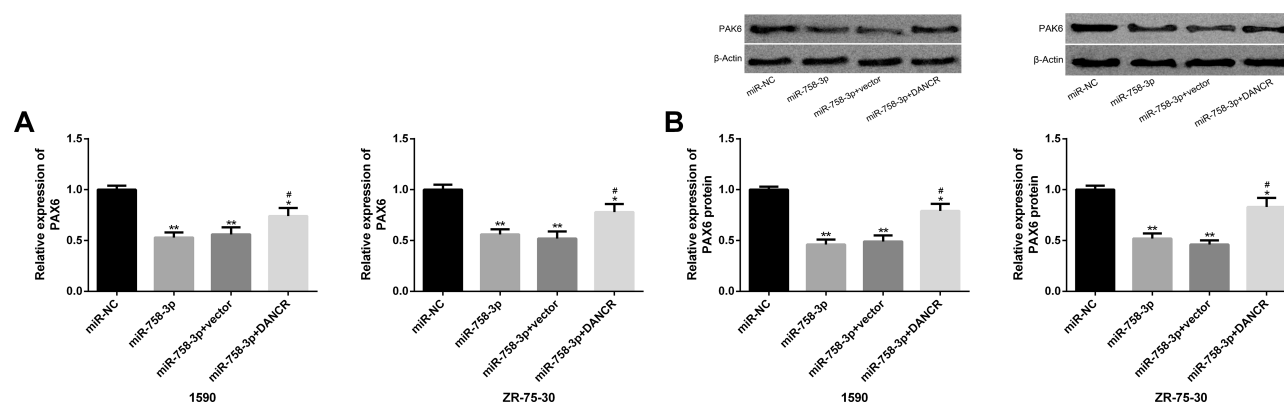 PAK6
β-Actin
miR-NC
miR-758-3p
miR-758-3p+vector
miR-758-3p+DANCR
PAK6
β-Actin
miR-NC
miR-758-3p
miR-758-3p+vector
miR-758-3p+DANCR
A
Relative expression of
PAX6
1.5
1.0
0.5
0.0
**
**
#
*
miR-NC
miR-758-3p
miR-758-3p+vector
miR-758-3p+DANCR
1590
Relative expression of
PAX6
1.5
1.0
0.5
0.0
**
**
#
*
miR-NC
miR-758-3p
miR-758-3p+vector
miR-758-3p+DANCR
ZR-75-30
B
Relative expression of
PAX6 protein
1.5
1.0
0.5
0.0
**
**
#
*
miR-NC
miR-758-3p
miR-758-3p+vector
miR-758-3p+DANCR
1590
Relative expression of
PAX6 protein
1.5
1.0
0.5
0.0
**
**
#
*
miR-NC
miR-758-3p
miR-758-3p+vector
miR-758-3p+DANCR
ZR-75-30